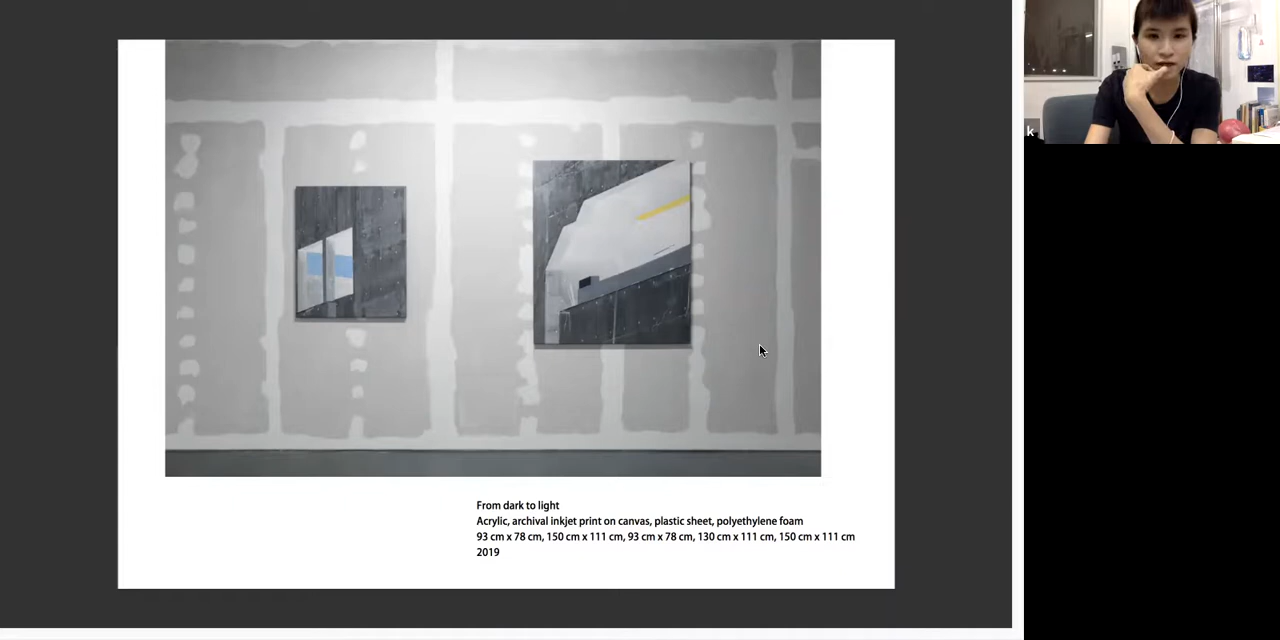 k
From dark to light
Acrylic, archival inkjet print on canvas, plastic sheet, polyethylene foam
93 cm x 78 cm, 150 cm x 111 cm, 93 cm x 78 cm, 130 cm x 111 cm, 150 cm x 111 cm
2019